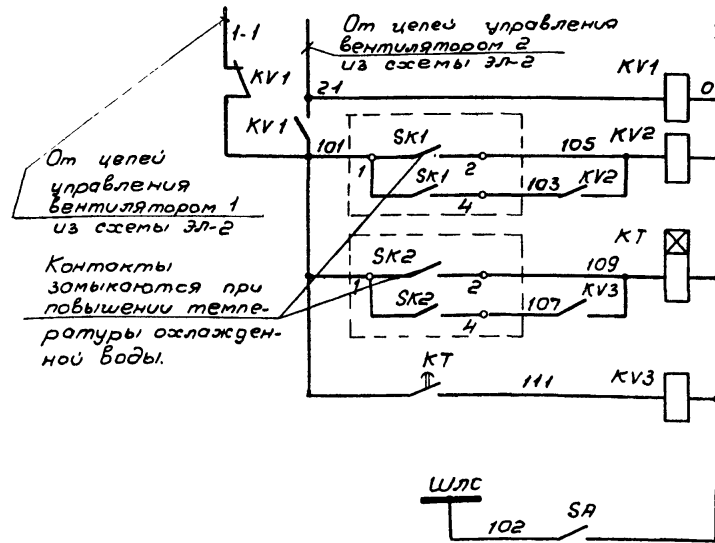 1-1
От цепей управления
вентилятором 2
из схемы ЭЛ-2
KV1
21
KV1
0
KV1
101
SK1
105
KV2
1
2
SK1
103
KV2
4
От цепей
управления
вентилятором 1
из схемы ЭЛ-2
KT
SK2
109
1
2
SK2
107
KV3
4
Контакты
замыкаются при
повышении темпе-
ратуры охлажден-
ной воды.
KT
111
KV3
ШЛС
102
SA